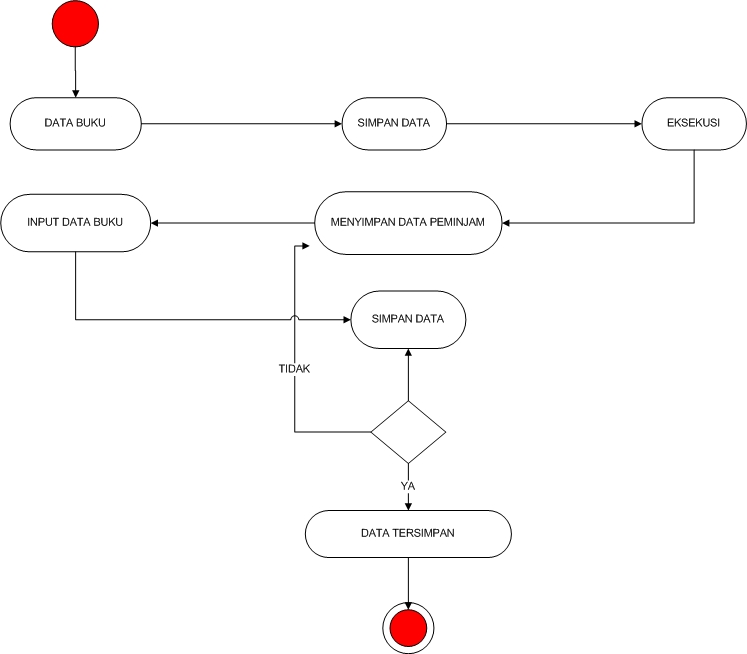 DATA BUKU
SIMPAN DATA
EKSEKUSI
INPUT DATA BUKU
MENYIMPAN DATA PEMINJAM
SIMPAN DATA
TIDAK
YA
DATA TERSIMPAN